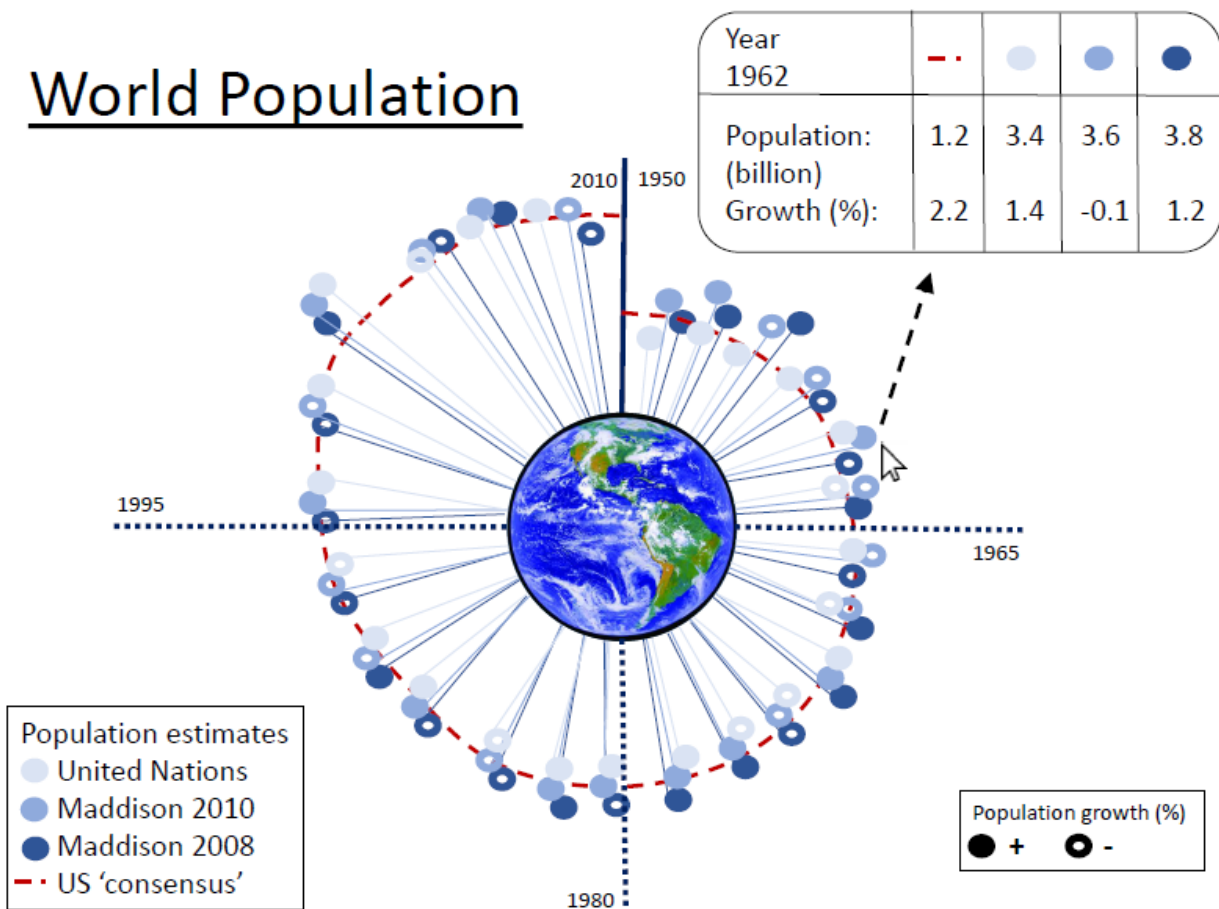 World Population
Year
1962
Population: 1.2 3.4 3.6 3.8
(billion)
Growth (%): 2.2 1.4 -0.1 1.2
2010 1950
1995
1965
1980
Population estimates
United Nations
Maddison 2010
Maddison 2008
US ‘consensus’
Population growth (%)
+ -